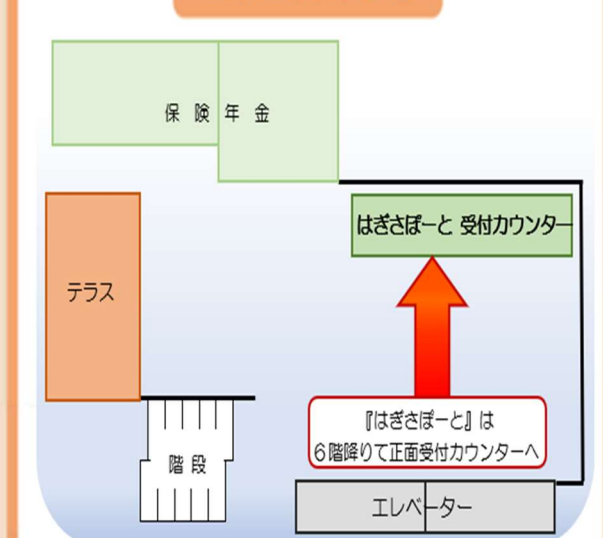 保険年金
はぎさぽーと 受付カウンター
テラス
『はぎさぽーと』は
6階降りて正面受付カウンターへ
階段
エレベーター